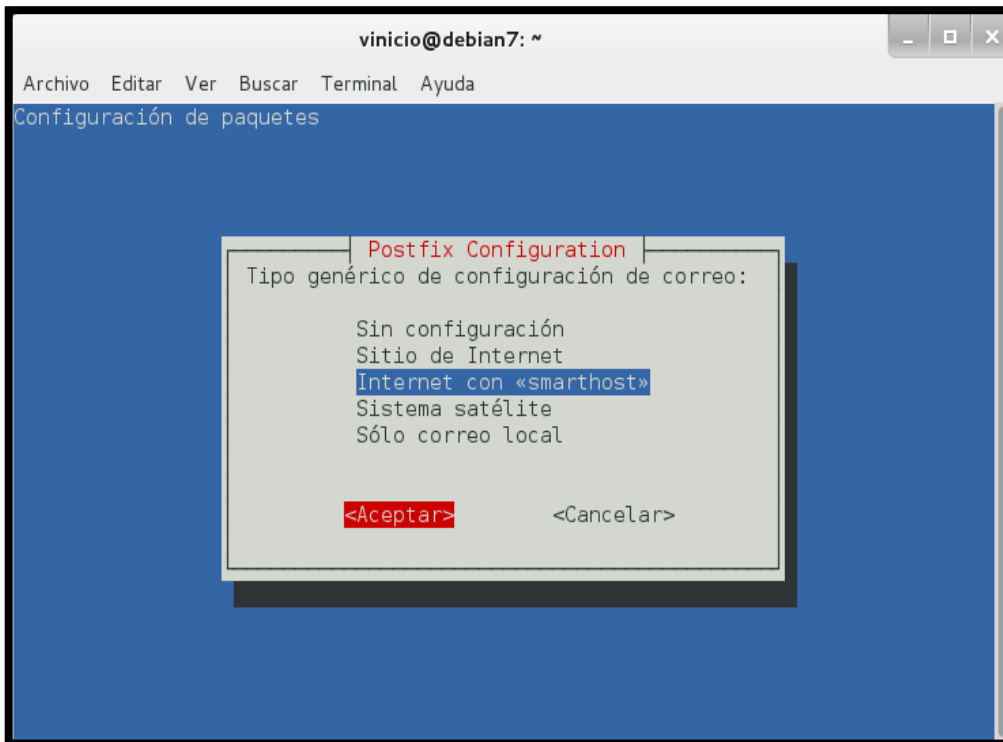 vinicio@debian7: ~
Archivo Editar Ver Buscar Terminal Ayuda
Configuración de paquetes
Postfix Configuration
Tipo genérico de configuración de correo:
Sin configuración
Sitio de Internet
Internet con «smarthost»
Sistema satélite
Sólo correo local
<Aceptar> <Cancelar>